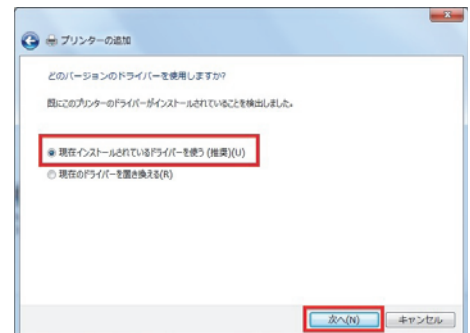 プリンターの追加
どのバージョンのドライバーを使用しますか?
既にこのプリンターのドライバーがインストールされていることを検出しました。
現在インストールされているドライバーを使う (推奨)(U)
現在のドライバーを置き換える(R)
次へ(N) キャンセル